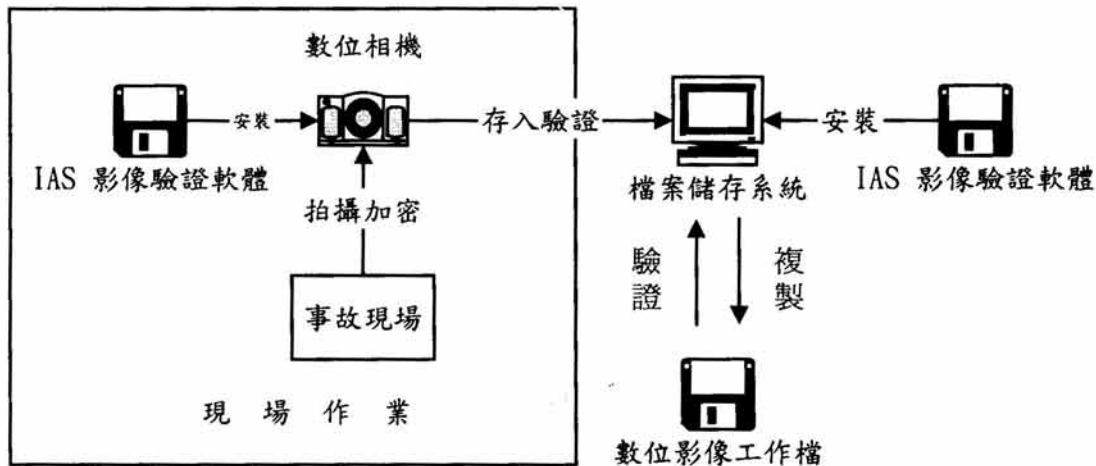 數位相機
安裝
存入驗證
安裝
IAS 影像驗證軟體
檔案儲存系統
IAS 影像驗證軟體
拍攝加密
驗證
複製
事故現場
現場作業
數位影像工作檔